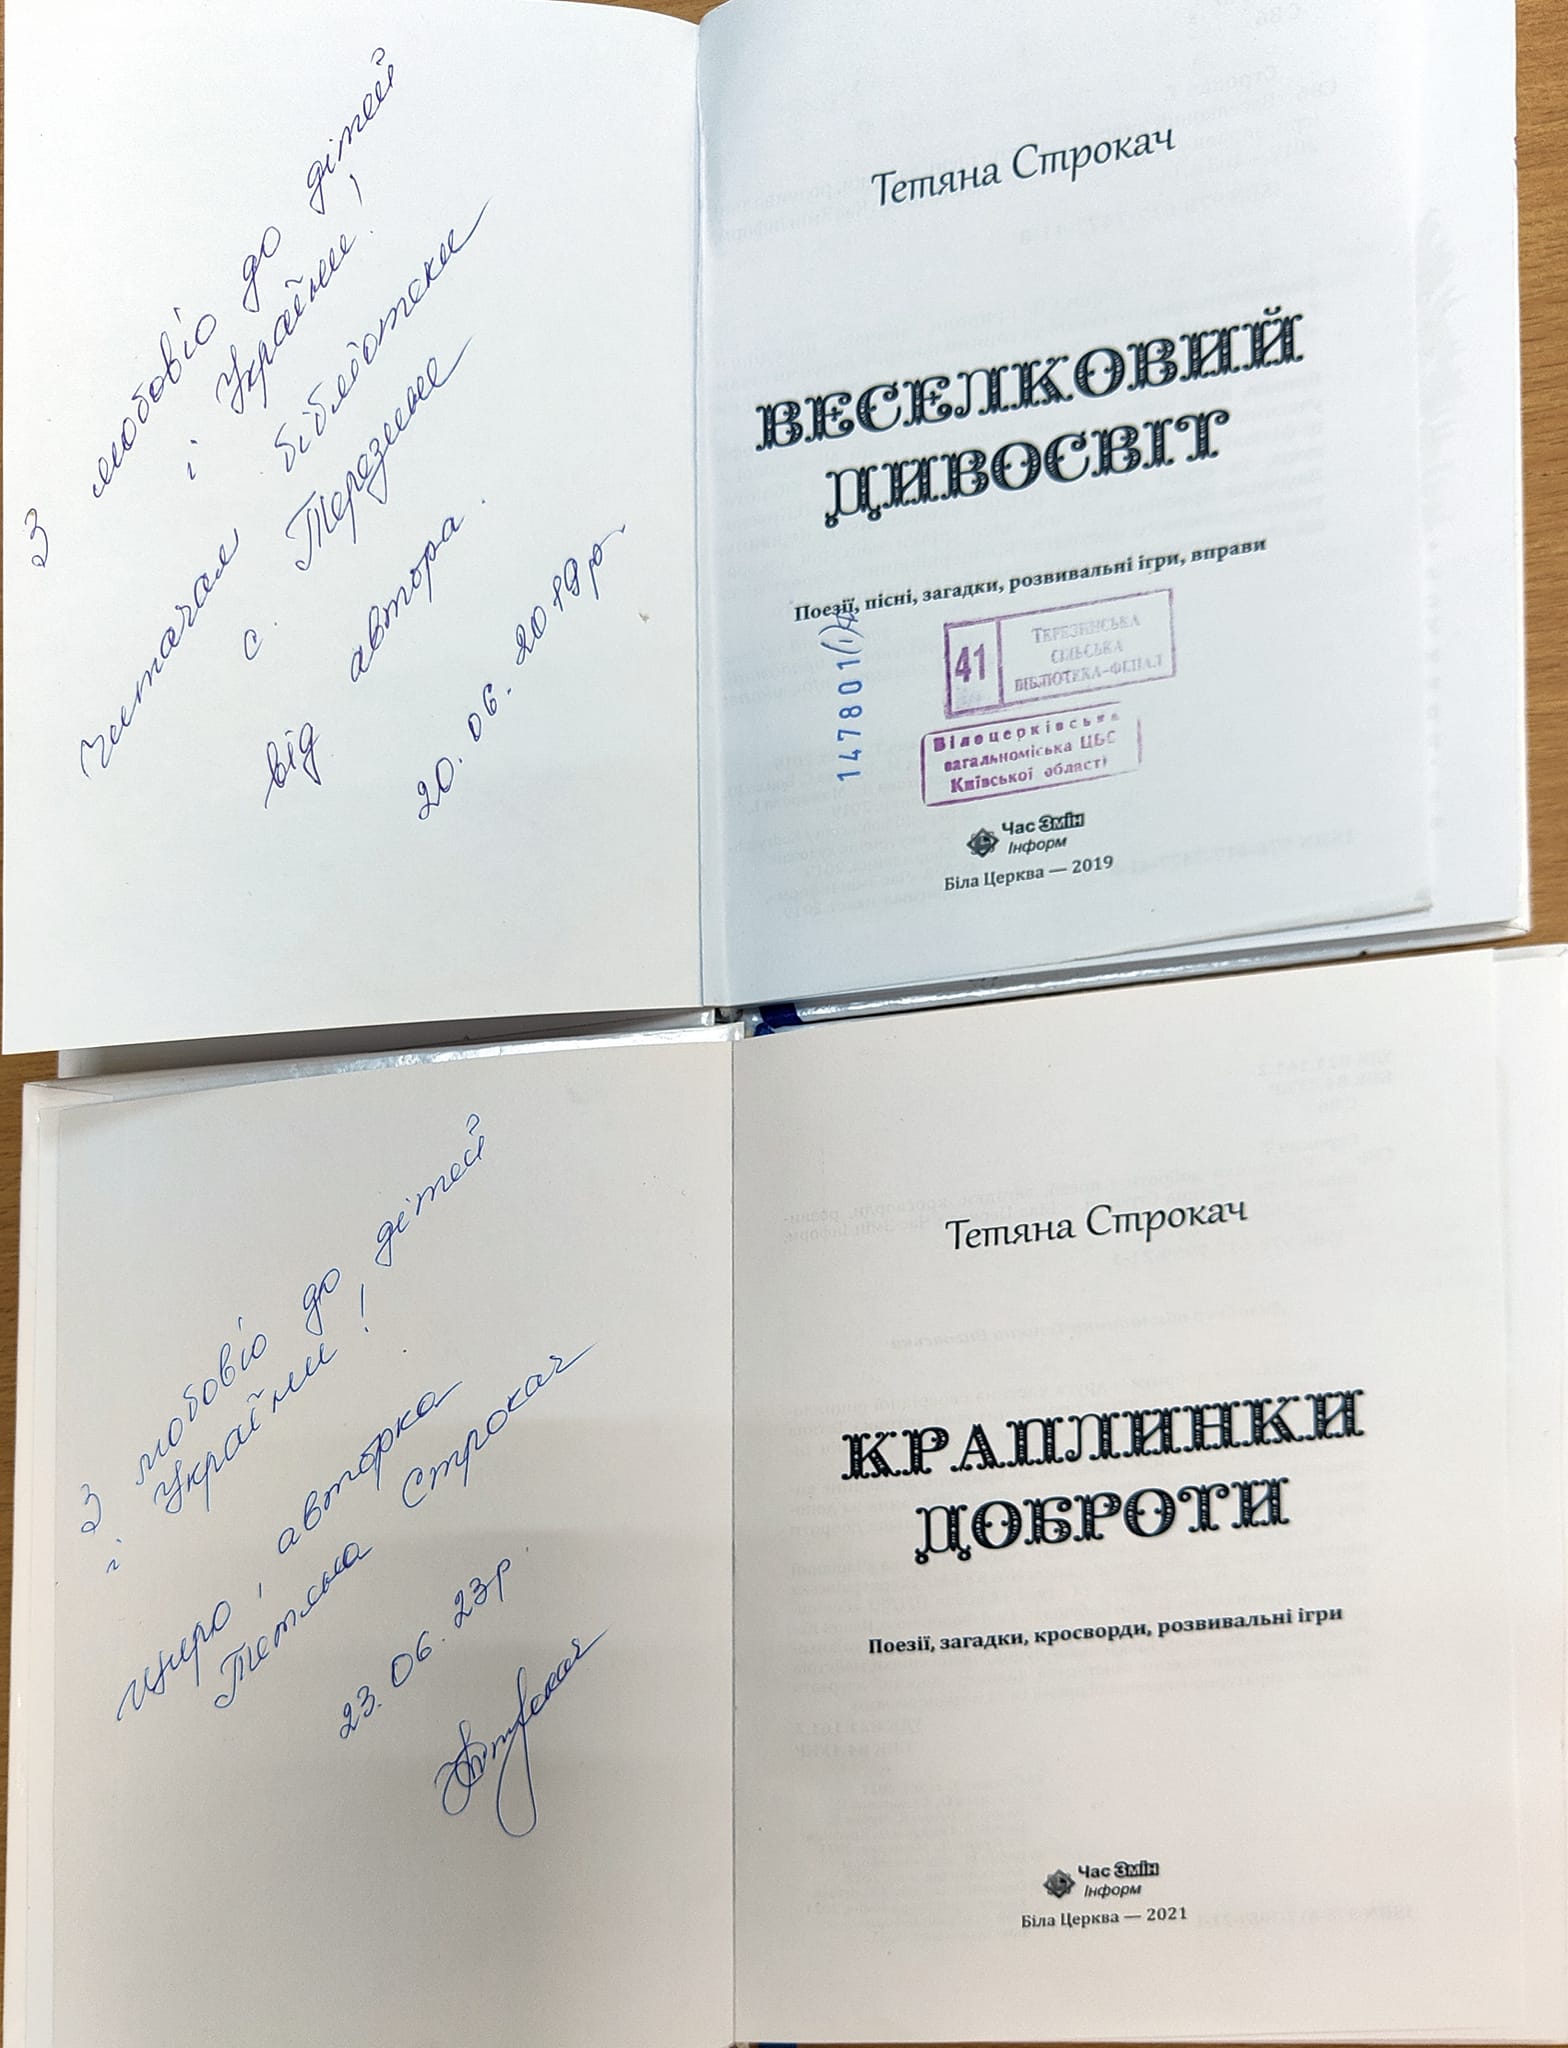 З любов'ю до дітей
і України!
читачам бібліотеки
с. Терезине
від автора.
20.06.2019р.
Тетяна Строкач
ВЕСЕЛКОВИЙ
ДИВОСВІТ
Поезії, пісні, загадки, розвивальні ігри, вправи
147801(1)
41
ТЕРЕЗИНСЬКА
СІЛЬСЬКА
БІБЛІОТЕКА-ФІЛІАЛ
Білоцерківська
загальноміська ЦБС
Київської області
Час Змін
Інформ
Біла Церква — 2019
З любов'ю до дітей
і України!
щиро, авторка
Тетяна Строкач
23.06.23р.
Тетяна Строкач
КРАПЛИНКИ
ДОБРОТИ
Поезії, загадки, кросворди, розвивальні ігри
Час Змін
Інформ
Біла Церква — 2021